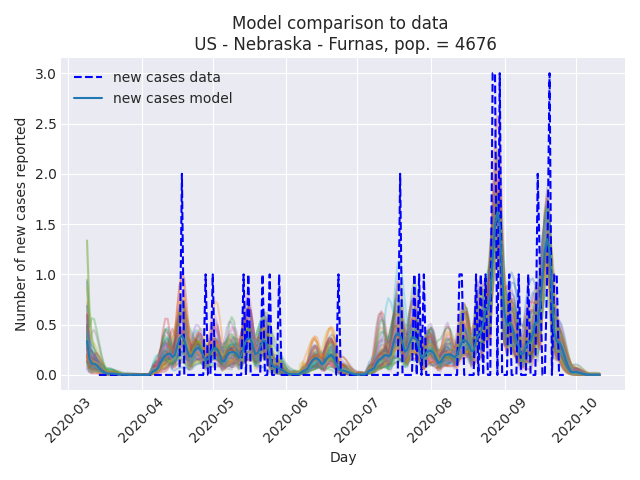 Model comparison to data
US - Nebraska - Furnas, pop. = 4676
new cases data
new cases model
Number of new cases reported
3.0
2.5
2.0
1.5
1.0
0.5
0.0
2020-03
2020-04
2020-05
2020-06
2020-07
2020-08
2020-09
2020-10
Day